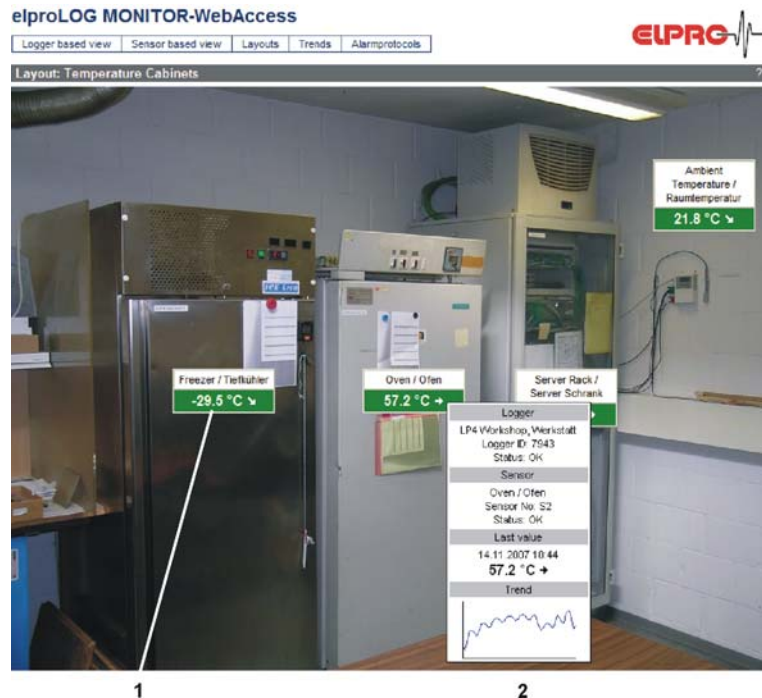 elproLOG MONITOR-WebAccess
ELPRO
Logger based view
Sensor based view
Layouts
Trends
Alarmprotocols
Layout: Temperature Cabinets
?
Ambient
Temperature /
Raumtemperatur
21.8 °C ↘
Freezer / Tiefkühler
-29.5 °C ↘
Oven / Ofen
57.2 °C →
Server Rack /
Server Schrank
Logger
LP4 Workshop, Werkstatt
Logger ID: 7943
Status: OK
Sensor
Oven / Ofen
Sensor No: S2
Status: OK
Last value
14.11.2007 10:44
57.2 °C →
Trend
1
2